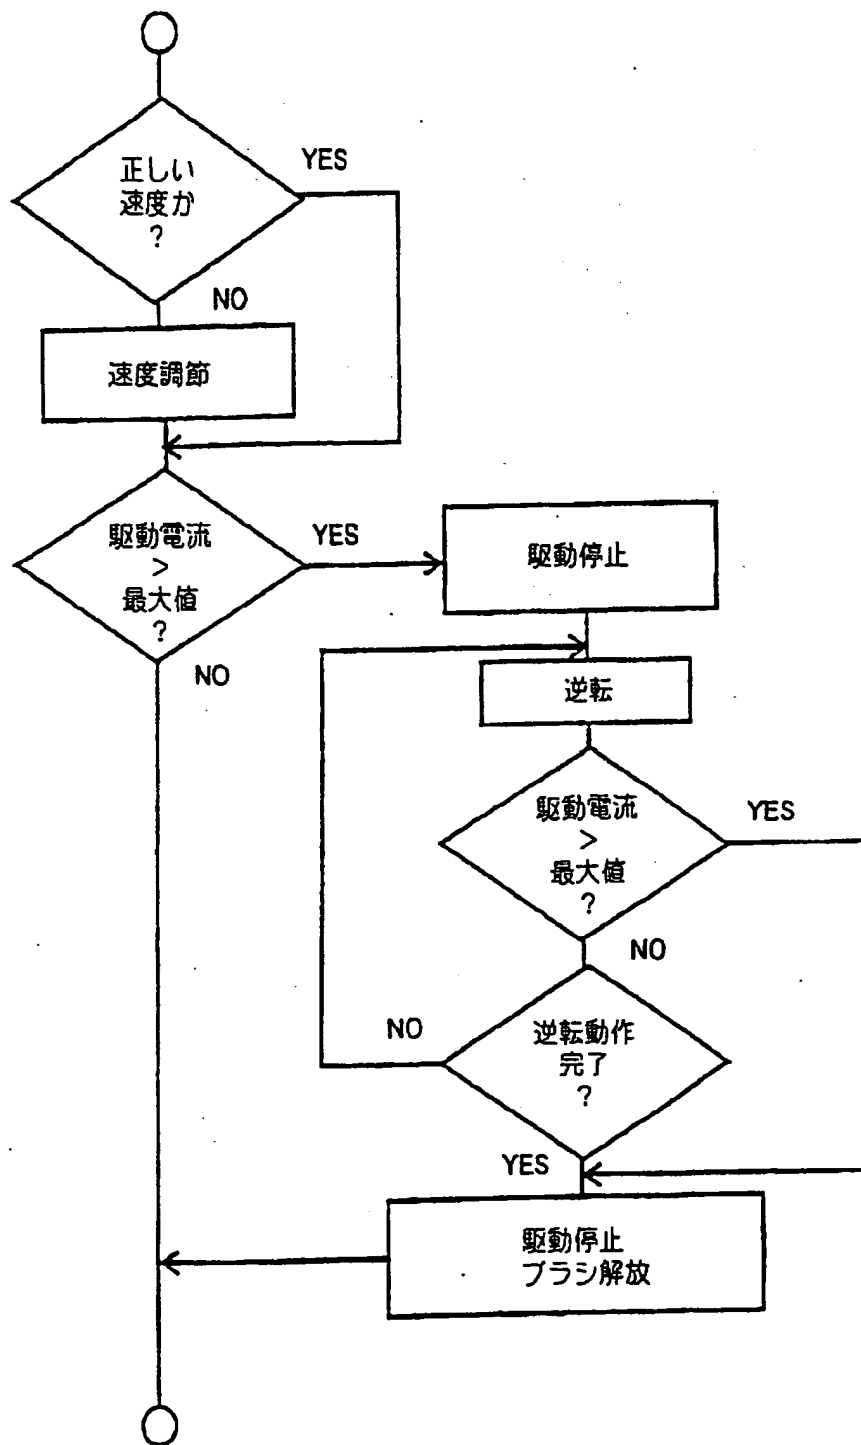 正しい
速度か
?
YES
NO
速度調節
駆動電流
>
最大値
?
YES
NO
駆動停止
逆転
駆動電流
>
最大値
?
YES
NO
逆転動作
完了
?
NO
YES
駆動停止
ブラシ解放